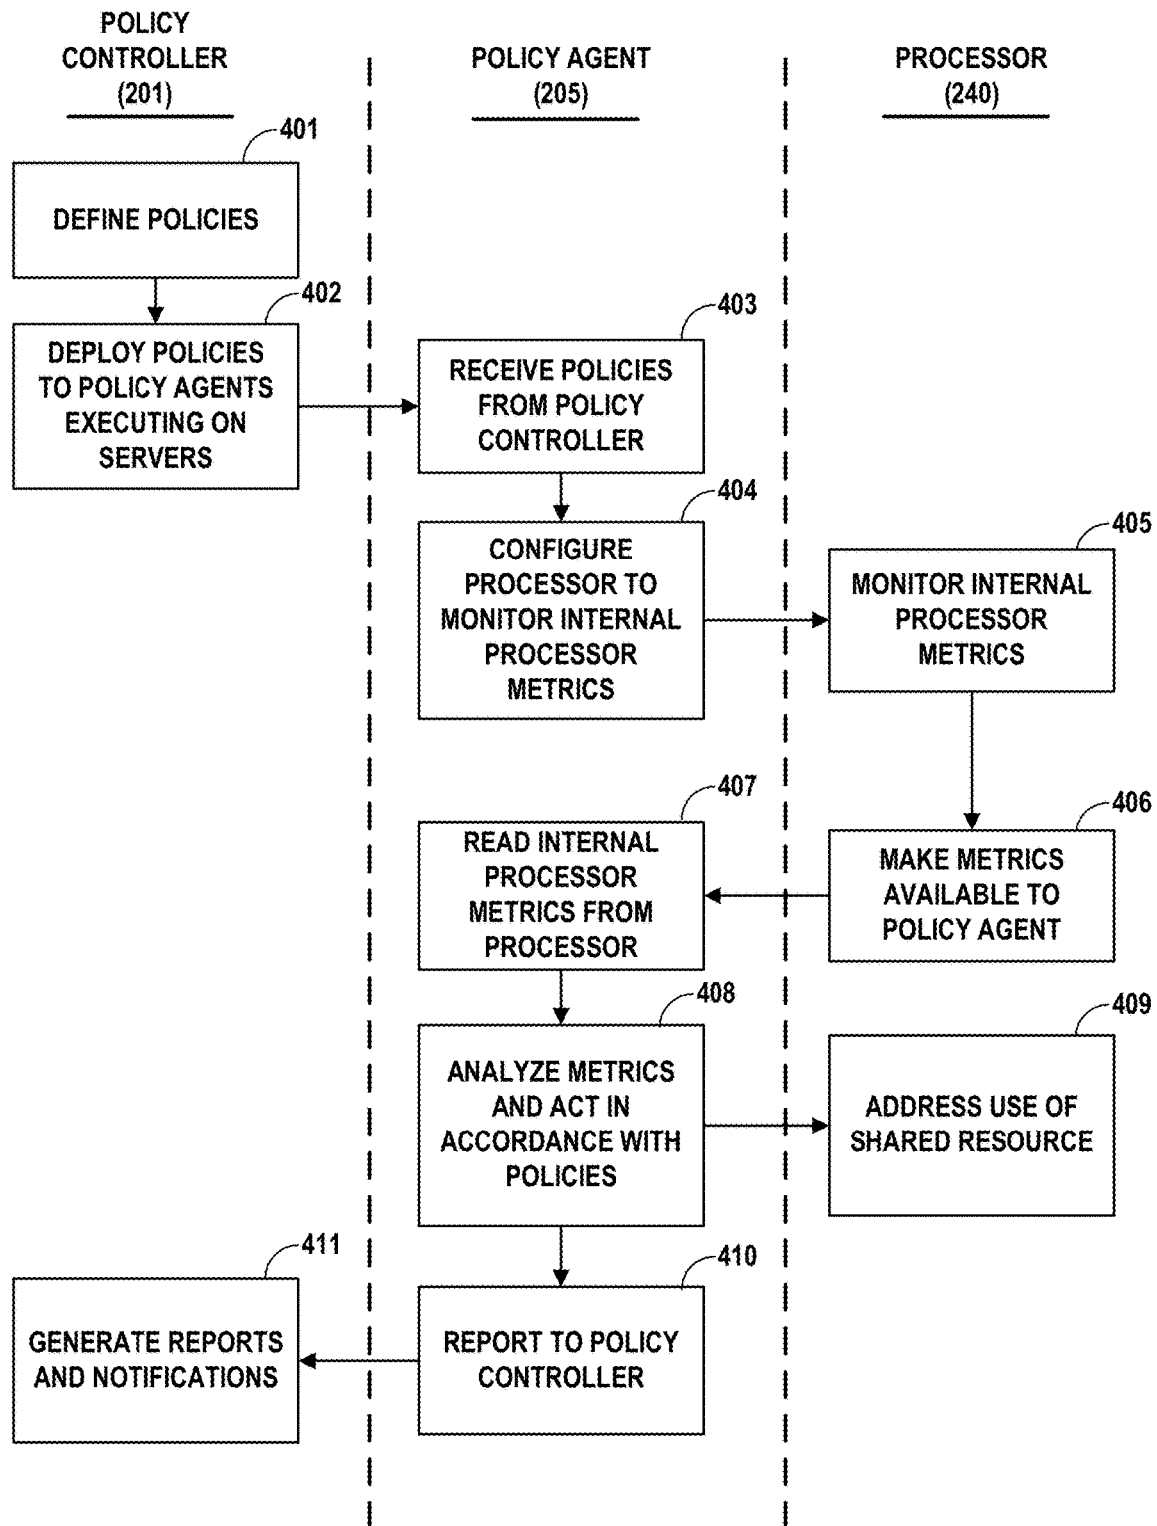 POLICY
CONTROLLER
(201)
POLICY AGENT
(205)
PROCESSOR
(240)
401
DEFINE POLICIES
402
DEPLOY POLICIES
TO POLICY AGENTS
EXECUTING ON
SERVERS
403
RECEIVE POLICIES
FROM POLICY
CONTROLLER
404
CONFIGURE
PROCESSOR TO
MONITOR INTERNAL
PROCESSOR
METRICS
405
MONITOR INTERNAL
PROCESSOR
METRICS
406
MAKE METRICS
AVAILABLE TO
POLICY AGENT
407
READ INTERNAL
PROCESSOR
METRICS FROM
PROCESSOR
408
ANALYZE METRICS
AND ACT IN
ACCORDANCE WITH
POLICIES
409
ADDRESS USE OF
SHARED RESOURCE
410
REPORT TO POLICY
CONTROLLER
411
GENERATE REPORTS
AND NOTIFICATIONS